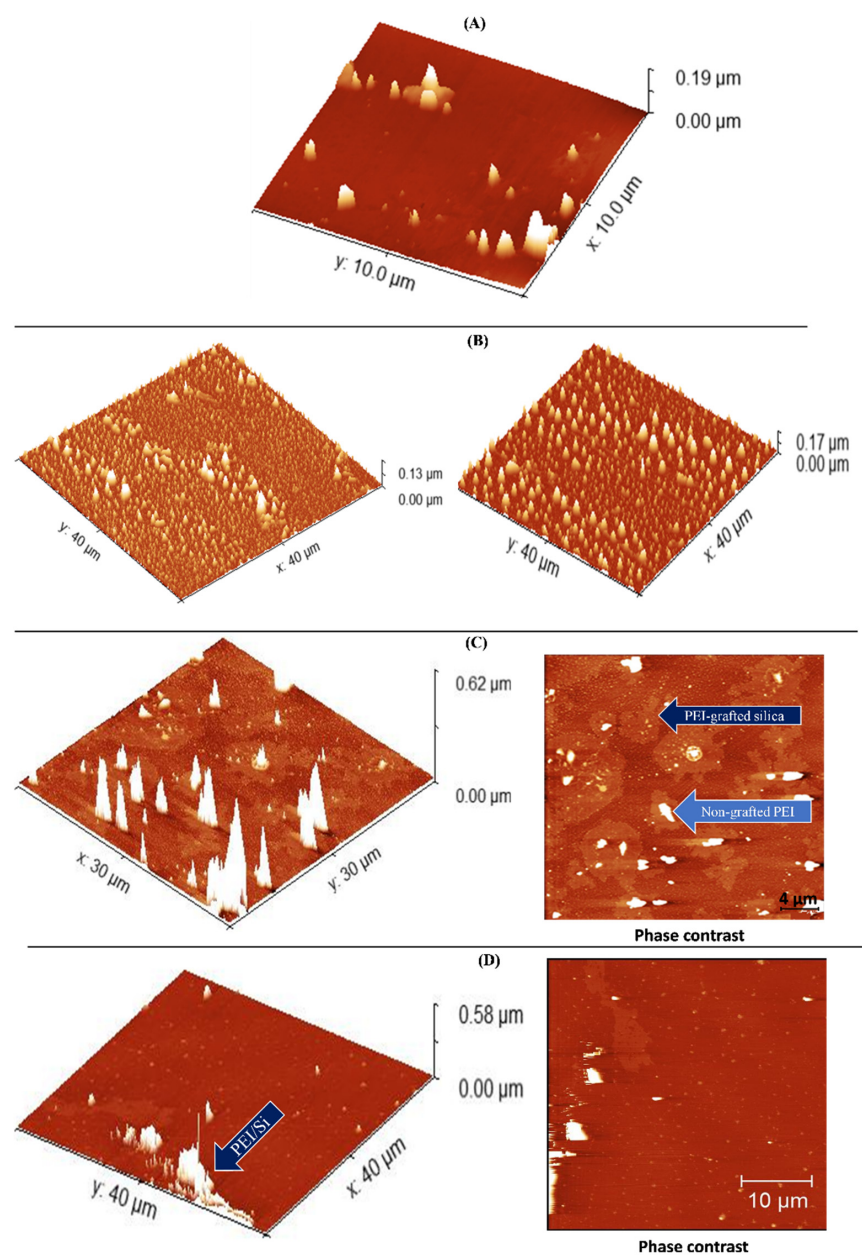 (A)
0.19 µm
0.00 µm
x: 10.0 µm
y: 10.0 µm
(B)
0.13 µm
0.00 µm
y: 40 µm
x: 40 µm
0.17 µm
0.00 µm
y: 40 µm
x: 40 µm
(C)
0.62 µm
0.00 µm
x: 30 µm
y: 30 µm
PEI-grafted silica
Non-grafted PEI
4 µm
Phase contrast
(D)
0.58 µm
0.00 µm
PEI/Si
y: 40 µm
x: 40 µm
10 µm
Phase contrast